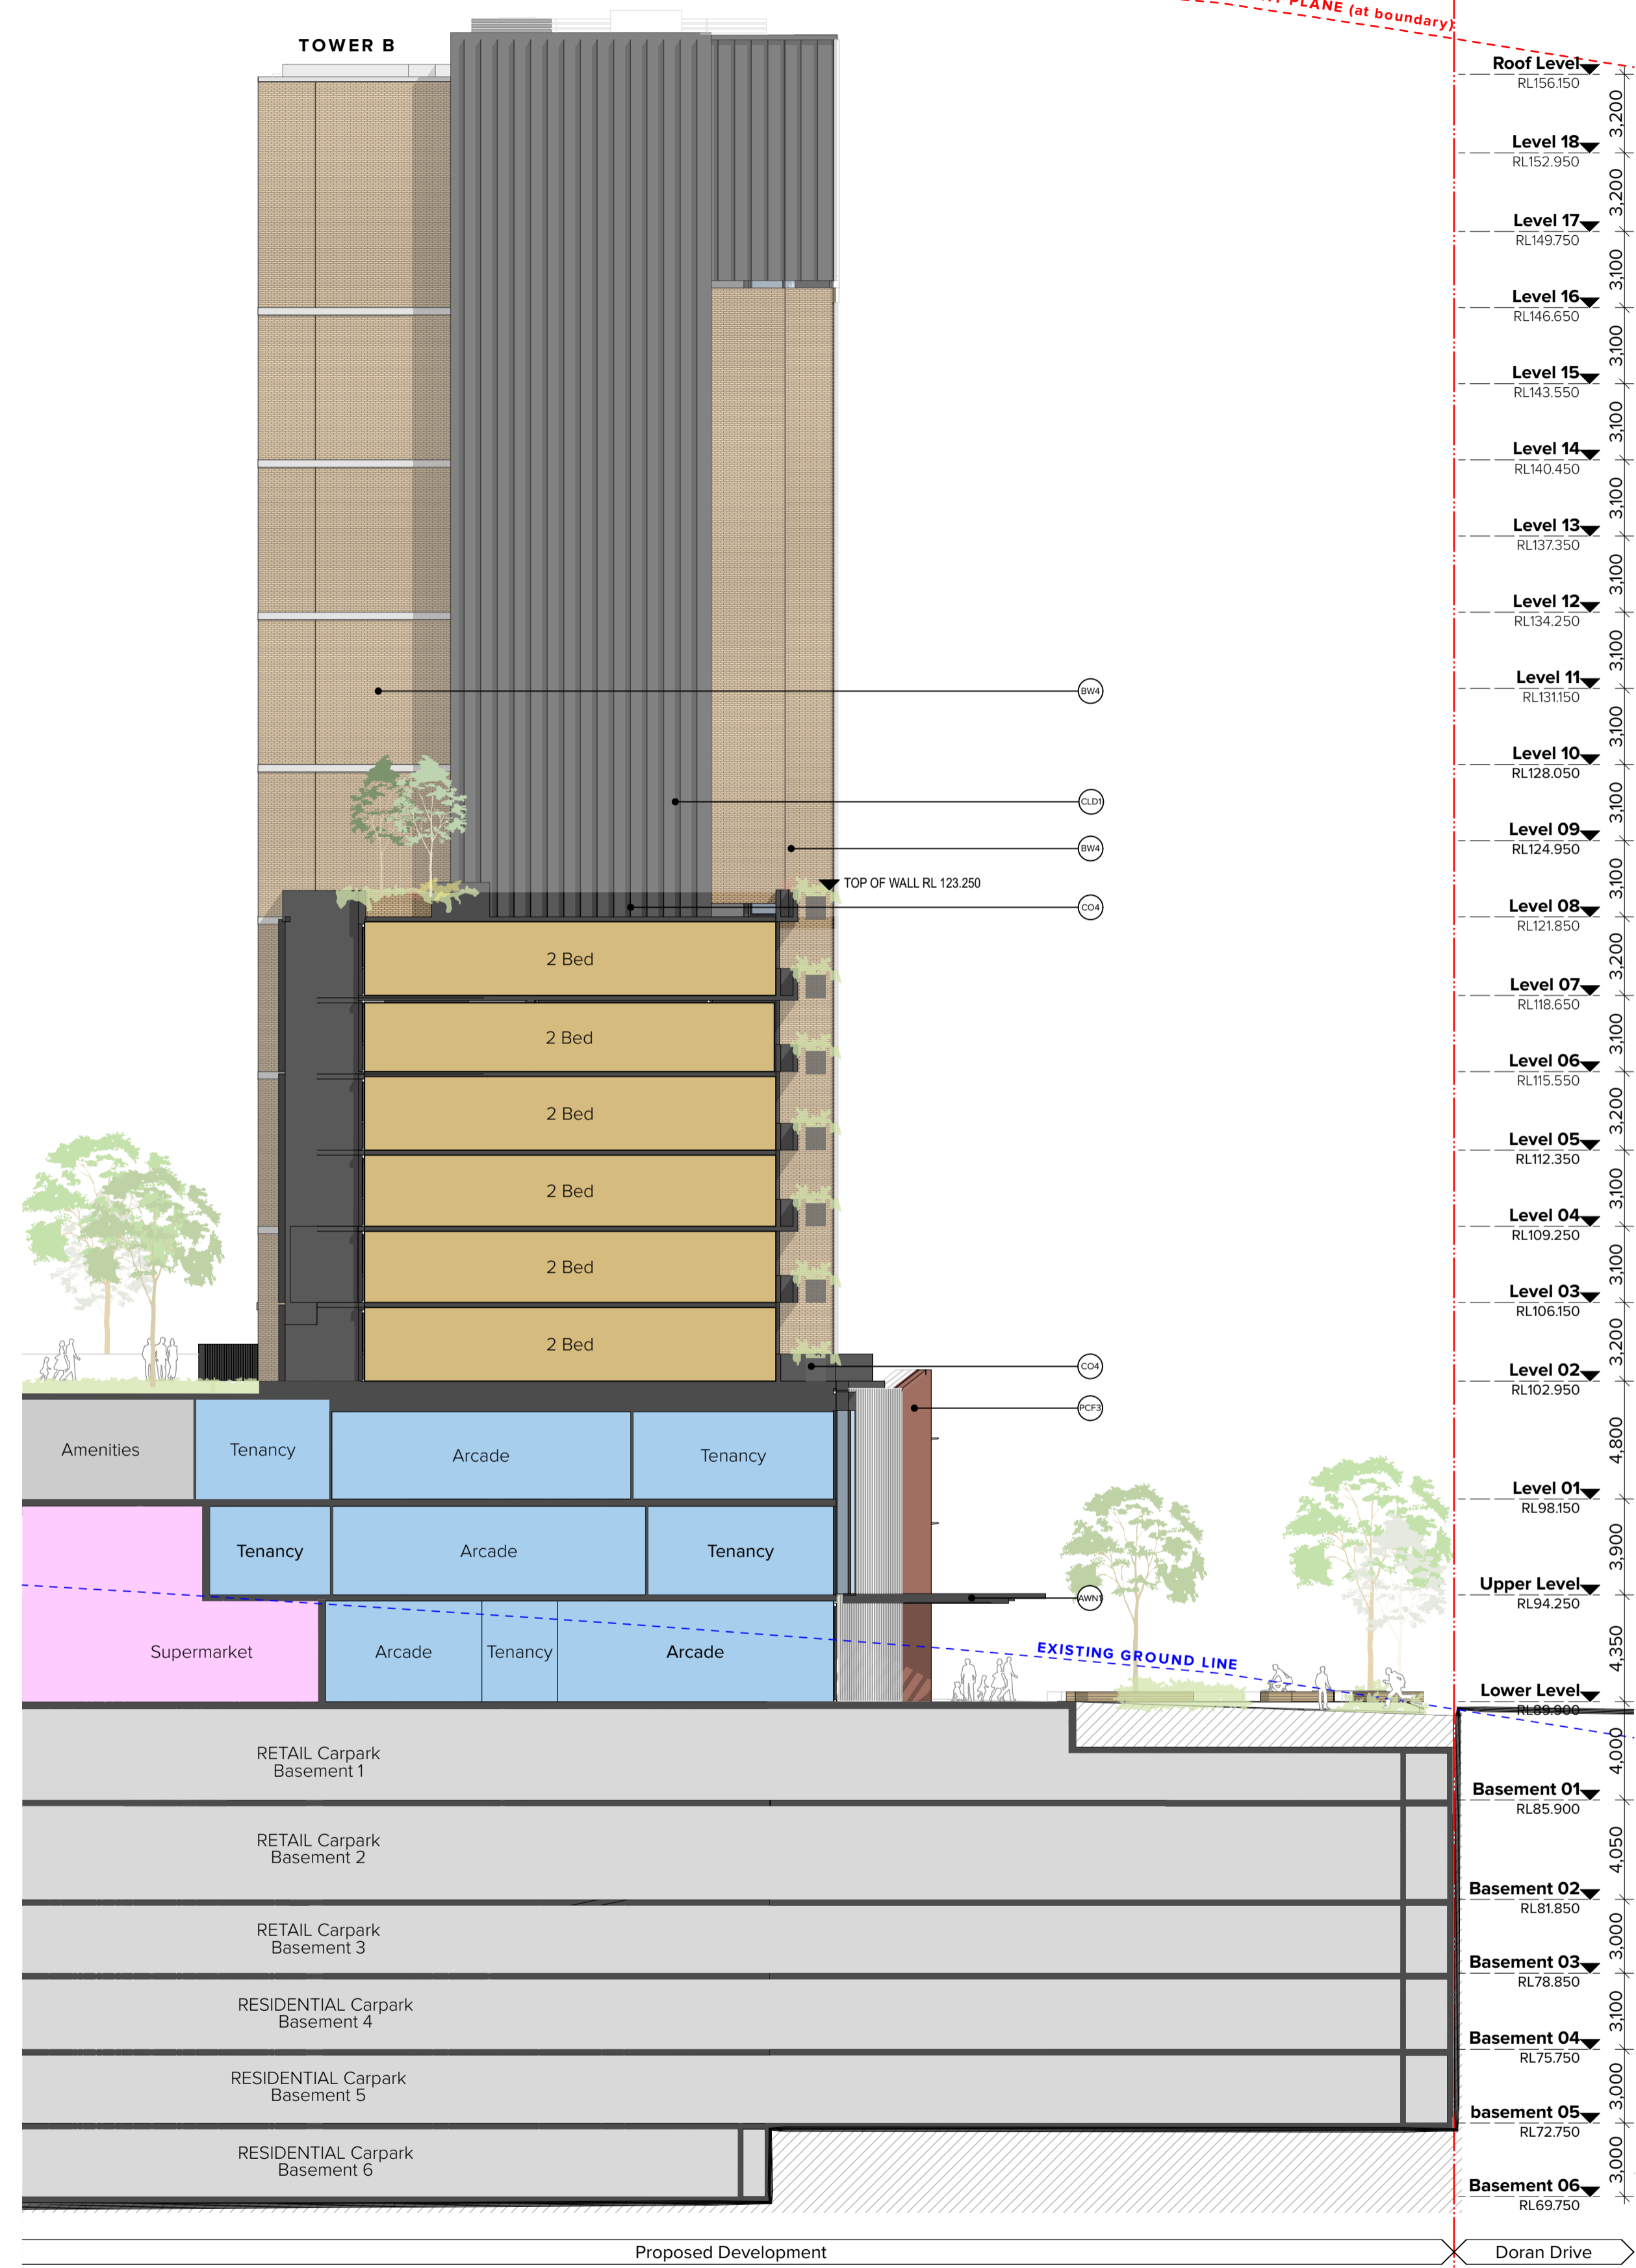 PLANE (at boundary)
TOWER B
Roof Level
RL156.150
3,200
Level 18
RL152.950
3,200
Level 17
RL149.750
3,100
Level 16
RL146.650
3,100
Level 15
RL143.550
3,100
Level 14
RL140.450
3,100
Level 13
RL137.350
3,100
Level 12
RL134.250
3,100
BW4
Level 11
RL131.150
3,100
Level 10
RL128.050
3,100
CLD1
Level 09
RL124.950
BW4
3,100
TOP OF WALL RL 123.250
CO4
Level 08
RL121.850
3,200
2 Bed
Level 07
RL118.650
3,100
2 Bed
Level 06
RL115.550
3,200
2 Bed
Level 05
RL112.350
3,100
2 Bed
Level 04
RL109.250
3,100
2 Bed
Level 03
RL106.150
3,200
2 Bed
CO4
Level 02
RL102.950
PCF3
4,800
Amenities
Tenancy
Arcade
Tenancy
Level 01
RL98.150
3,900
Tenancy
Arcade
Tenancy
Upper Level
RL94.250
AWN1
4,350
Supermarket
Arcade
Tenancy
Arcade
EXISTING GROUND LINE
Lower Level
RL89.900
4,000
RETAIL Carpark
Basement 1
Basement 01
RL85.900
4,050
RETAIL Carpark
Basement 2
Basement 02
RL81.850
3,000
RETAIL Carpark
Basement 3
Basement 03
RL78.850
3,100
RESIDENTIAL Carpark
Basement 4
Basement 04
RL75.750
3,000
RESIDENTIAL Carpark
Basement 5
basement 05
RL72.750
3,000
RESIDENTIAL Carpark
Basement 6
Basement 06
RL69.750
Proposed Development
Doran Drive